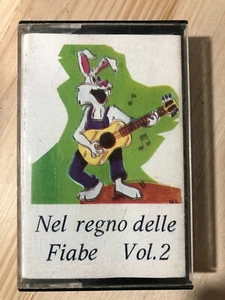 Nel regno delle
Fiabe Vol.2